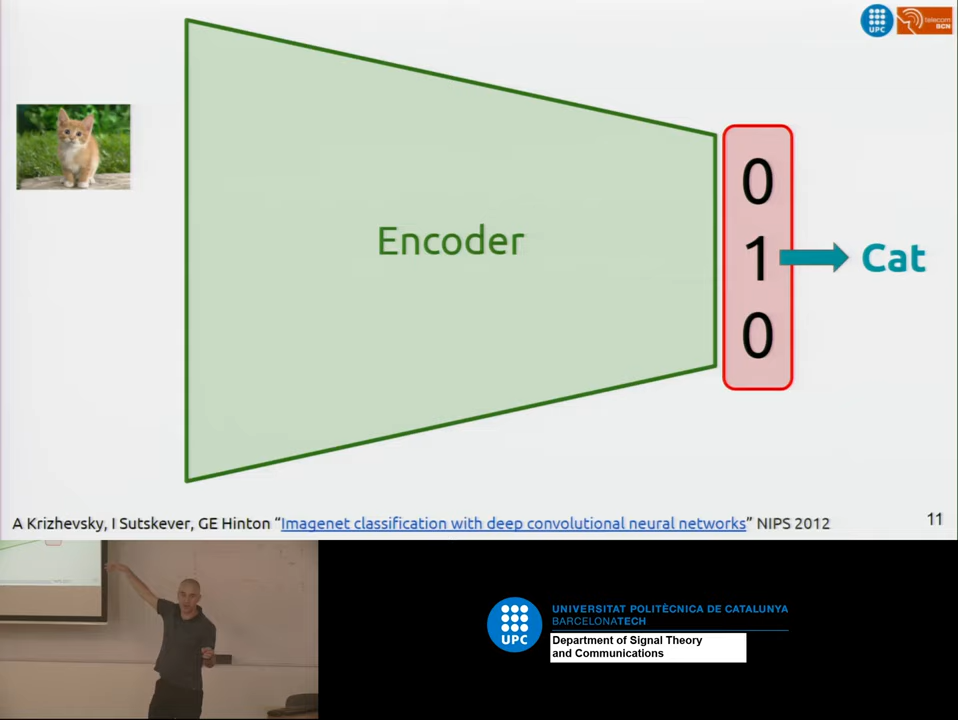 UPC
telecom
BCN
Encoder
0
1
0
Cat
A Krizhevsky, I Sutskever, GE Hinton “Imagenet classification with deep convolutional neural networks” NIPS 2012
11
UPC
UNIVERSITAT POLITÈCNICA DE CATALUNYA
BARCELONATECH
Department of Signal Theory
and Communications